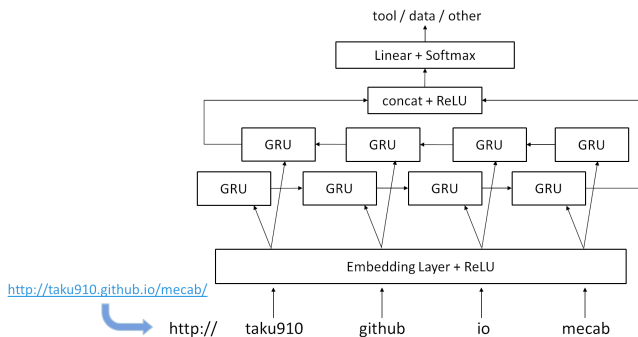 tool / data / other
Linear + Softmax
concat + ReLU
GRU GRU GRU GRU
GRU GRU GRU GRU
Embedding Layer + ReLU
http://taku910.github.io/mecab/
http:// taku910 github io mecab